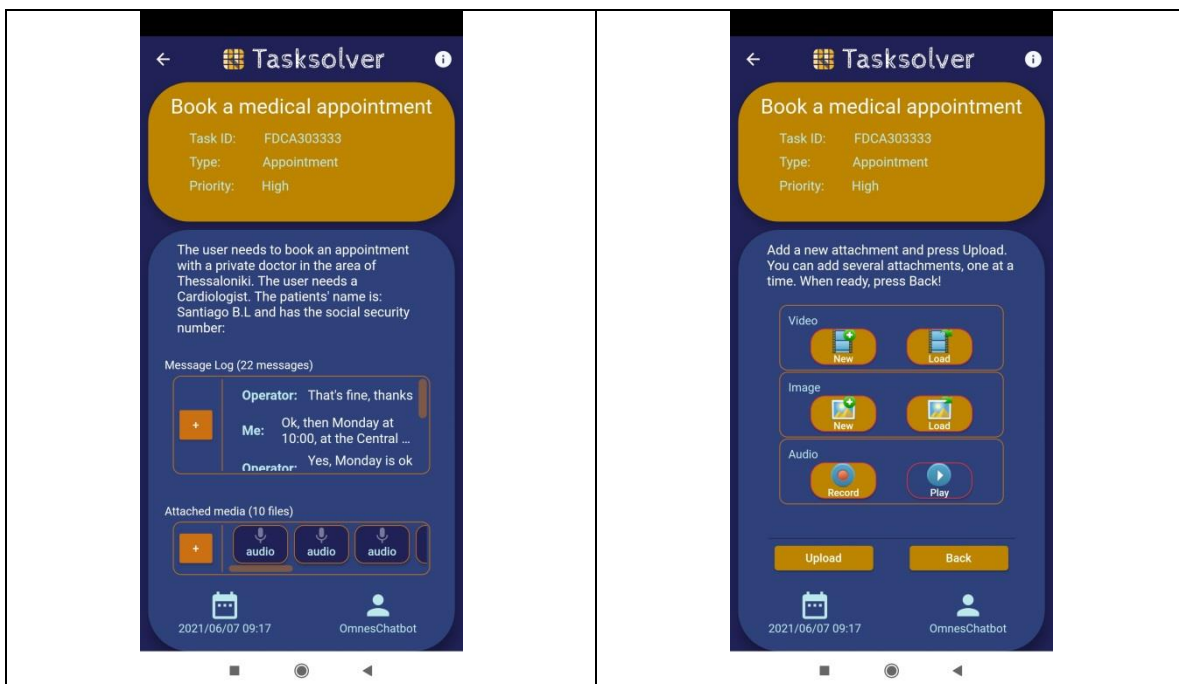 Tasksolver
Book a medical appointment
Task ID: FDCA303333
Type: Appointment
Priority: High
The user needs to book an appointment
with a private doctor in the area of
Thessaloniki. The user needs a
Cardiologist. The patients' name is:
Santiago B.L and has the social security
number:
Message Log (22 messages)
+
Operator: That's fine, thanks
Me: Ok, then Monday at
10:00, at the Central ...
Operator: Yes, Monday is ok
Attached media (10 files)
+
audio audio audio
2021/06/07 09:17 OmnesChatbot
Tasksolver
Book a medical appointment
Task ID: FDCA303333
Type: Appointment
Priority: High
Add a new attachment and press Upload.
You can add several attachments, one at a
time. When ready, press Back!
Video
New Load
Image
New Load
Audio
Record Play
Upload Back
2021/06/07 09:17 OmnesChatbot